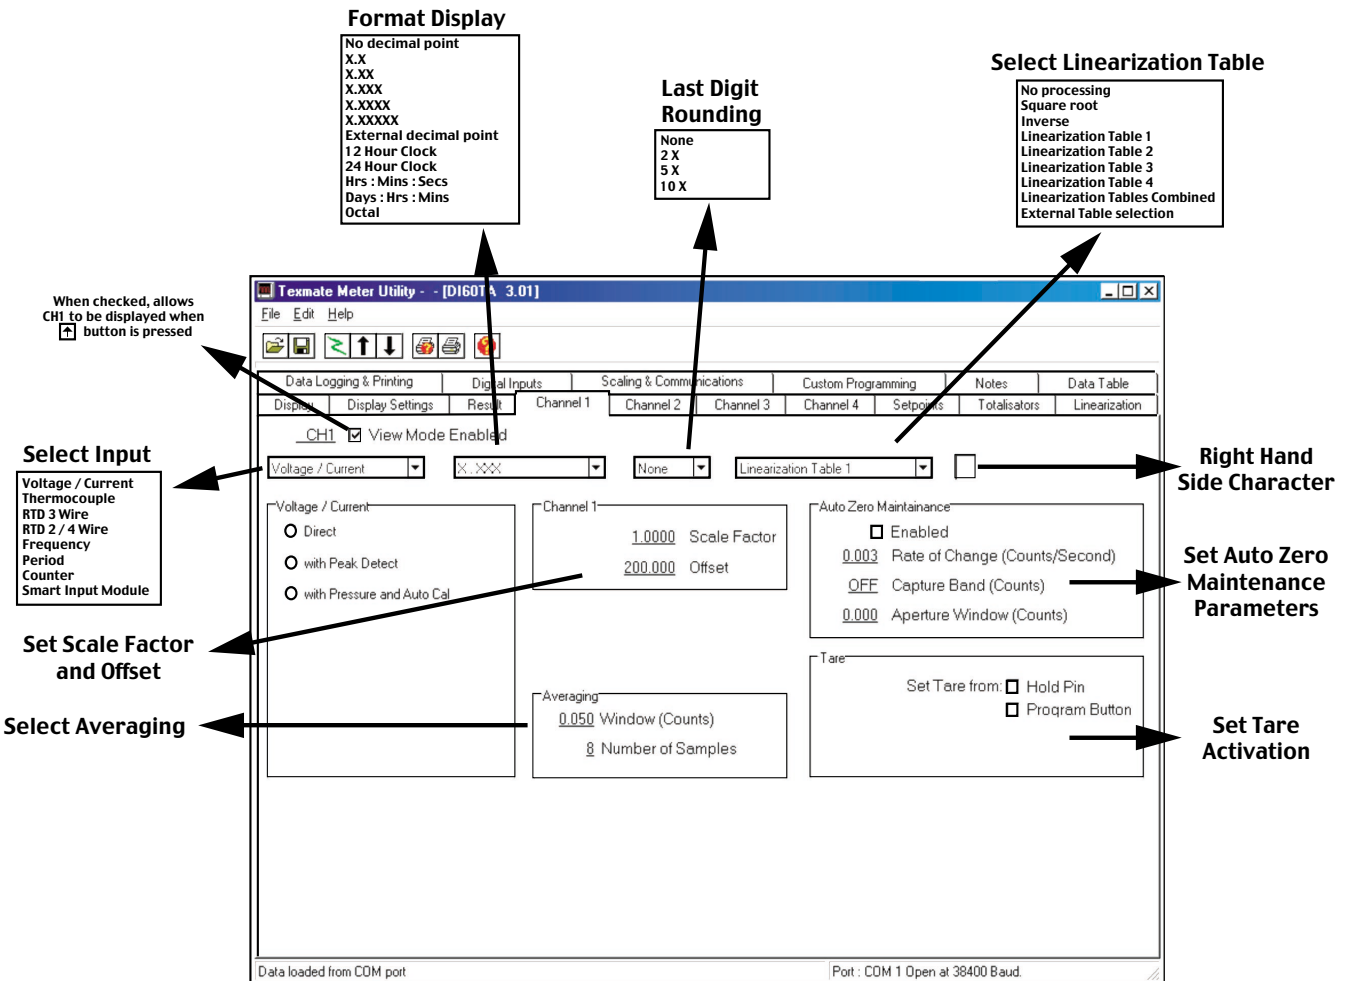 Format Display
No decimal point
X.X
X.XX
X.XXX
X.XXXX
X.XXXXX
External decimal point
12 Hour Clock
24 Hour Clock
Hrs : Mins : Secs
Days : Hrs : Mins
Octal
Last Digit
Rounding
None
2 X
5 X
10 X
Select Linearization Table
No processing
Square root
Inverse
Linearization Table 1
Linearization Table 2
Linearization Table 3
Linearization Table 4
Linearization Tables Combined
External Table selection
When checked, allows
CH1 to be displayed when
button is pressed
Texmate Meter Utility - - [DI60TA 3.01]
File Edit Help
Data Logging & Printing Digital Inputs Scaling & Communications Custom Programming Notes Data Table
Display Display Settings Result Channel 1 Channel 2 Channel 3 Channel 4 Setpoints Totalisators Linearization
CH1 View Mode Enabled
Voltage / Current X..XXX None Linearization Table 1
Select Input
Voltage / Current
Thermocouple
RTD 3 Wire
RTD 2 / 4 Wire
Frequency
Period
Counter
Smart Input Module
Right Hand
Side Character
Voltage / Current
Direct
with Peak Detect
with Pressure and Auto Cal
Channel 1
1.0000 Scale Factor
200.000 Offset
Auto Zero Maintainance
Enabled
0.003 Rate of Change (Counts/Second)
OFF Capture Band (Counts)
0.000 Aperture Window (Counts)
Set Auto Zero
Maintenance
Parameters
Set Scale Factor
and Offset
Select Averaging
Averaging
0.050 Window (Counts)
8 Number of Samples
Tare
Set Tare from: Hold Pin
Program Button
Set Tare
Activation
Data loaded from COM port Port : COM 1 Open at 38400 Baud.